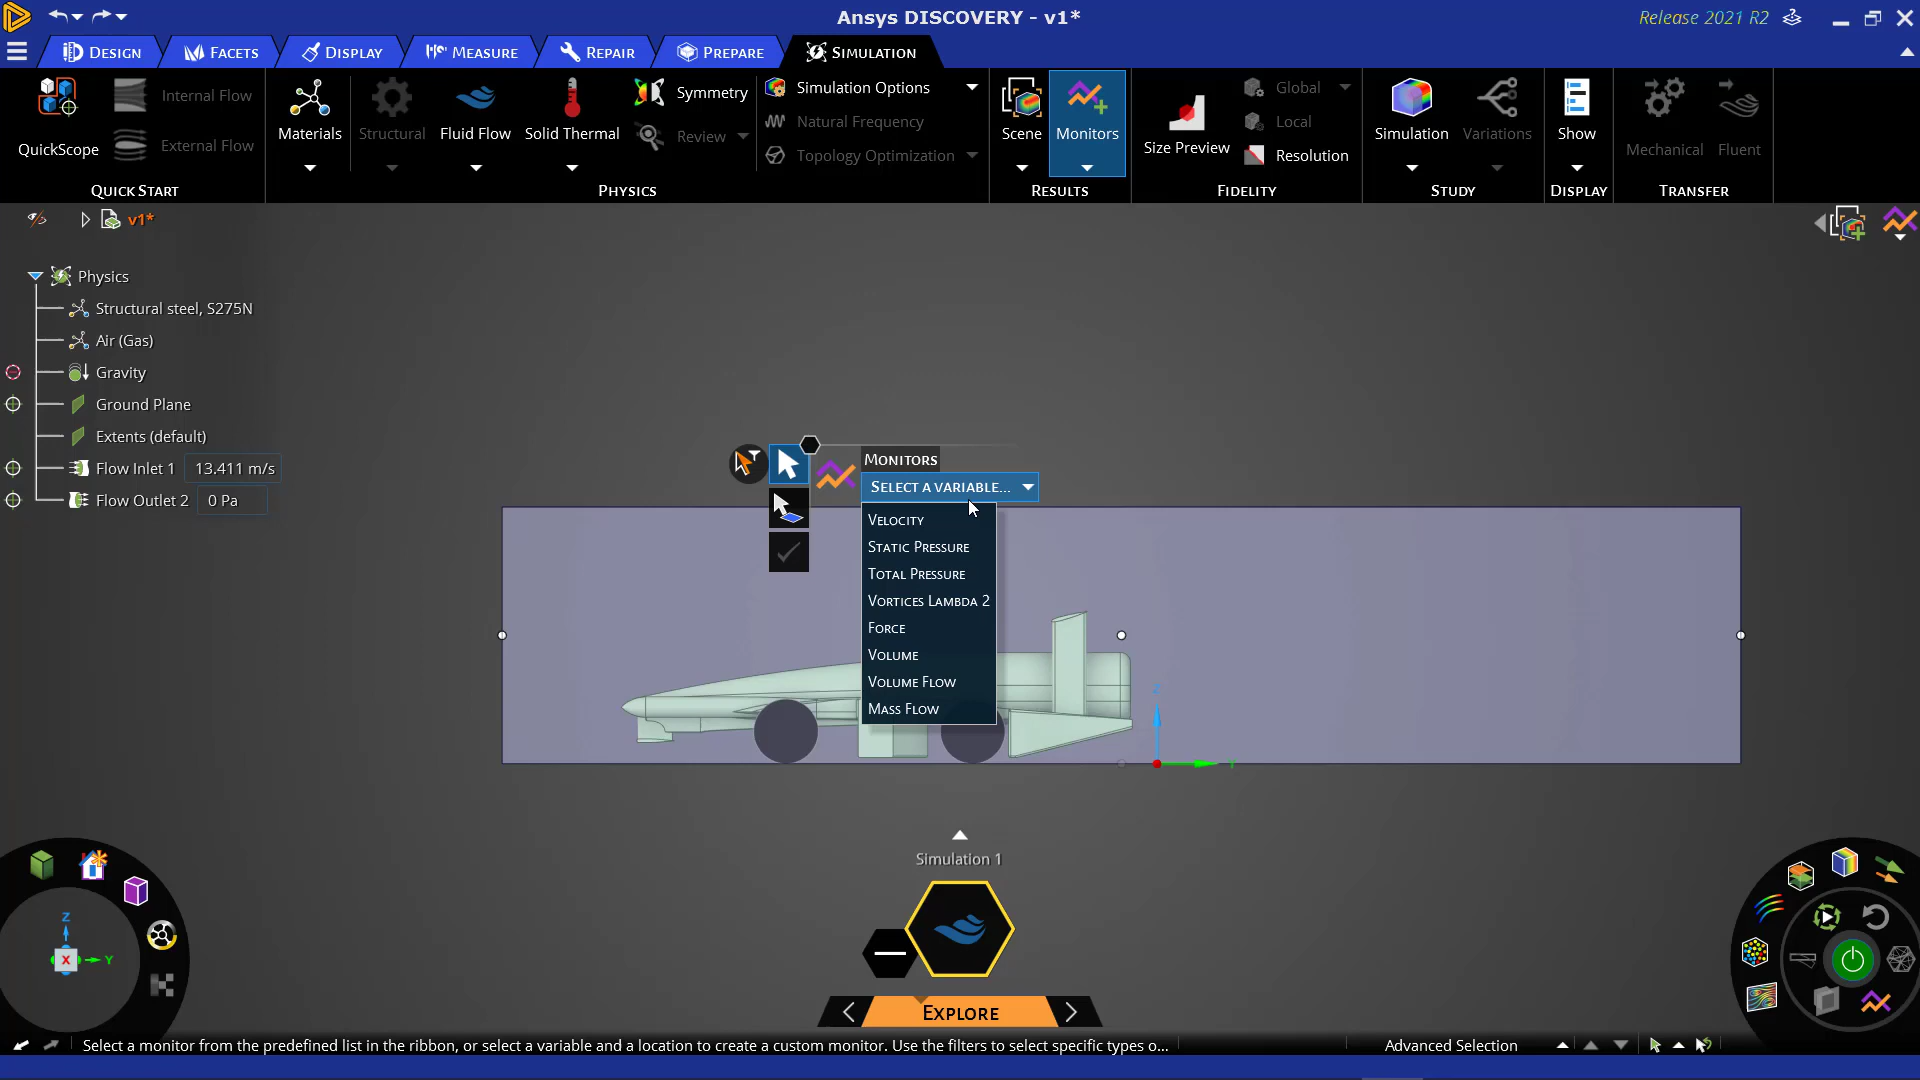 Ansys DISCOVERY - v1*
Release 2021 R2
Design
Facets
Display
Measure
Repair
Prepare
Simulation
QuickScope
Internal Flow
External Flow
Quick Start
Materials
Structural
Fluid Flow
Solid Thermal
Symmetry
Review
Simulation Options
Natural Frequency
Topology Optimization
Physics
Scene
Monitors
Results
Size Preview
Global
Local
Resolution
Fidelity
Simulation
Variations
Study
Show
Display
Mechanical
Fluent
Transfer
v1*
Physics
Structural steel, S275N
Air (Gas)
Gravity
Ground Plane
Extents (default)
Flow Inlet 1 13.411 m/s
Flow Outlet 2 0 Pa
Monitors
Select a variable...
Velocity
Static Pressure
Total Pressure
Vortices Lambda 2
Force
Volume
Volume Flow
Mass Flow
Z
Simulation 1
Z
X
Y
Explore
Select a monitor from the predefined list in the ribbon, or select a variable and a location to create a custom monitor. Use the filters to select specific types o...
Advanced Selection